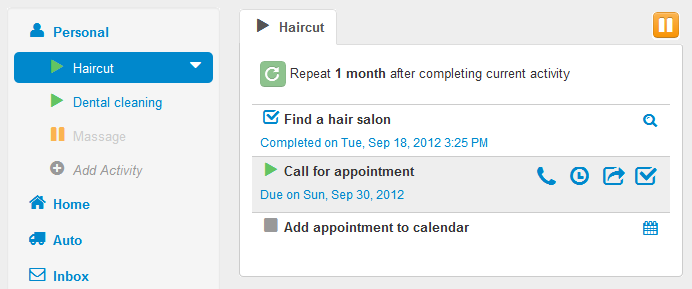 Personal
Haircut
Dental cleaning
Massage
Add Activity
Home
Auto
Inbox
Haircut
Repeat 1 month after completing current activity
Find a hair salon
Completed on Tue, Sep 18, 2012 3:25 PM
Call for appointment
Due on Sun, Sep 30, 2012
Add appointment to calendar